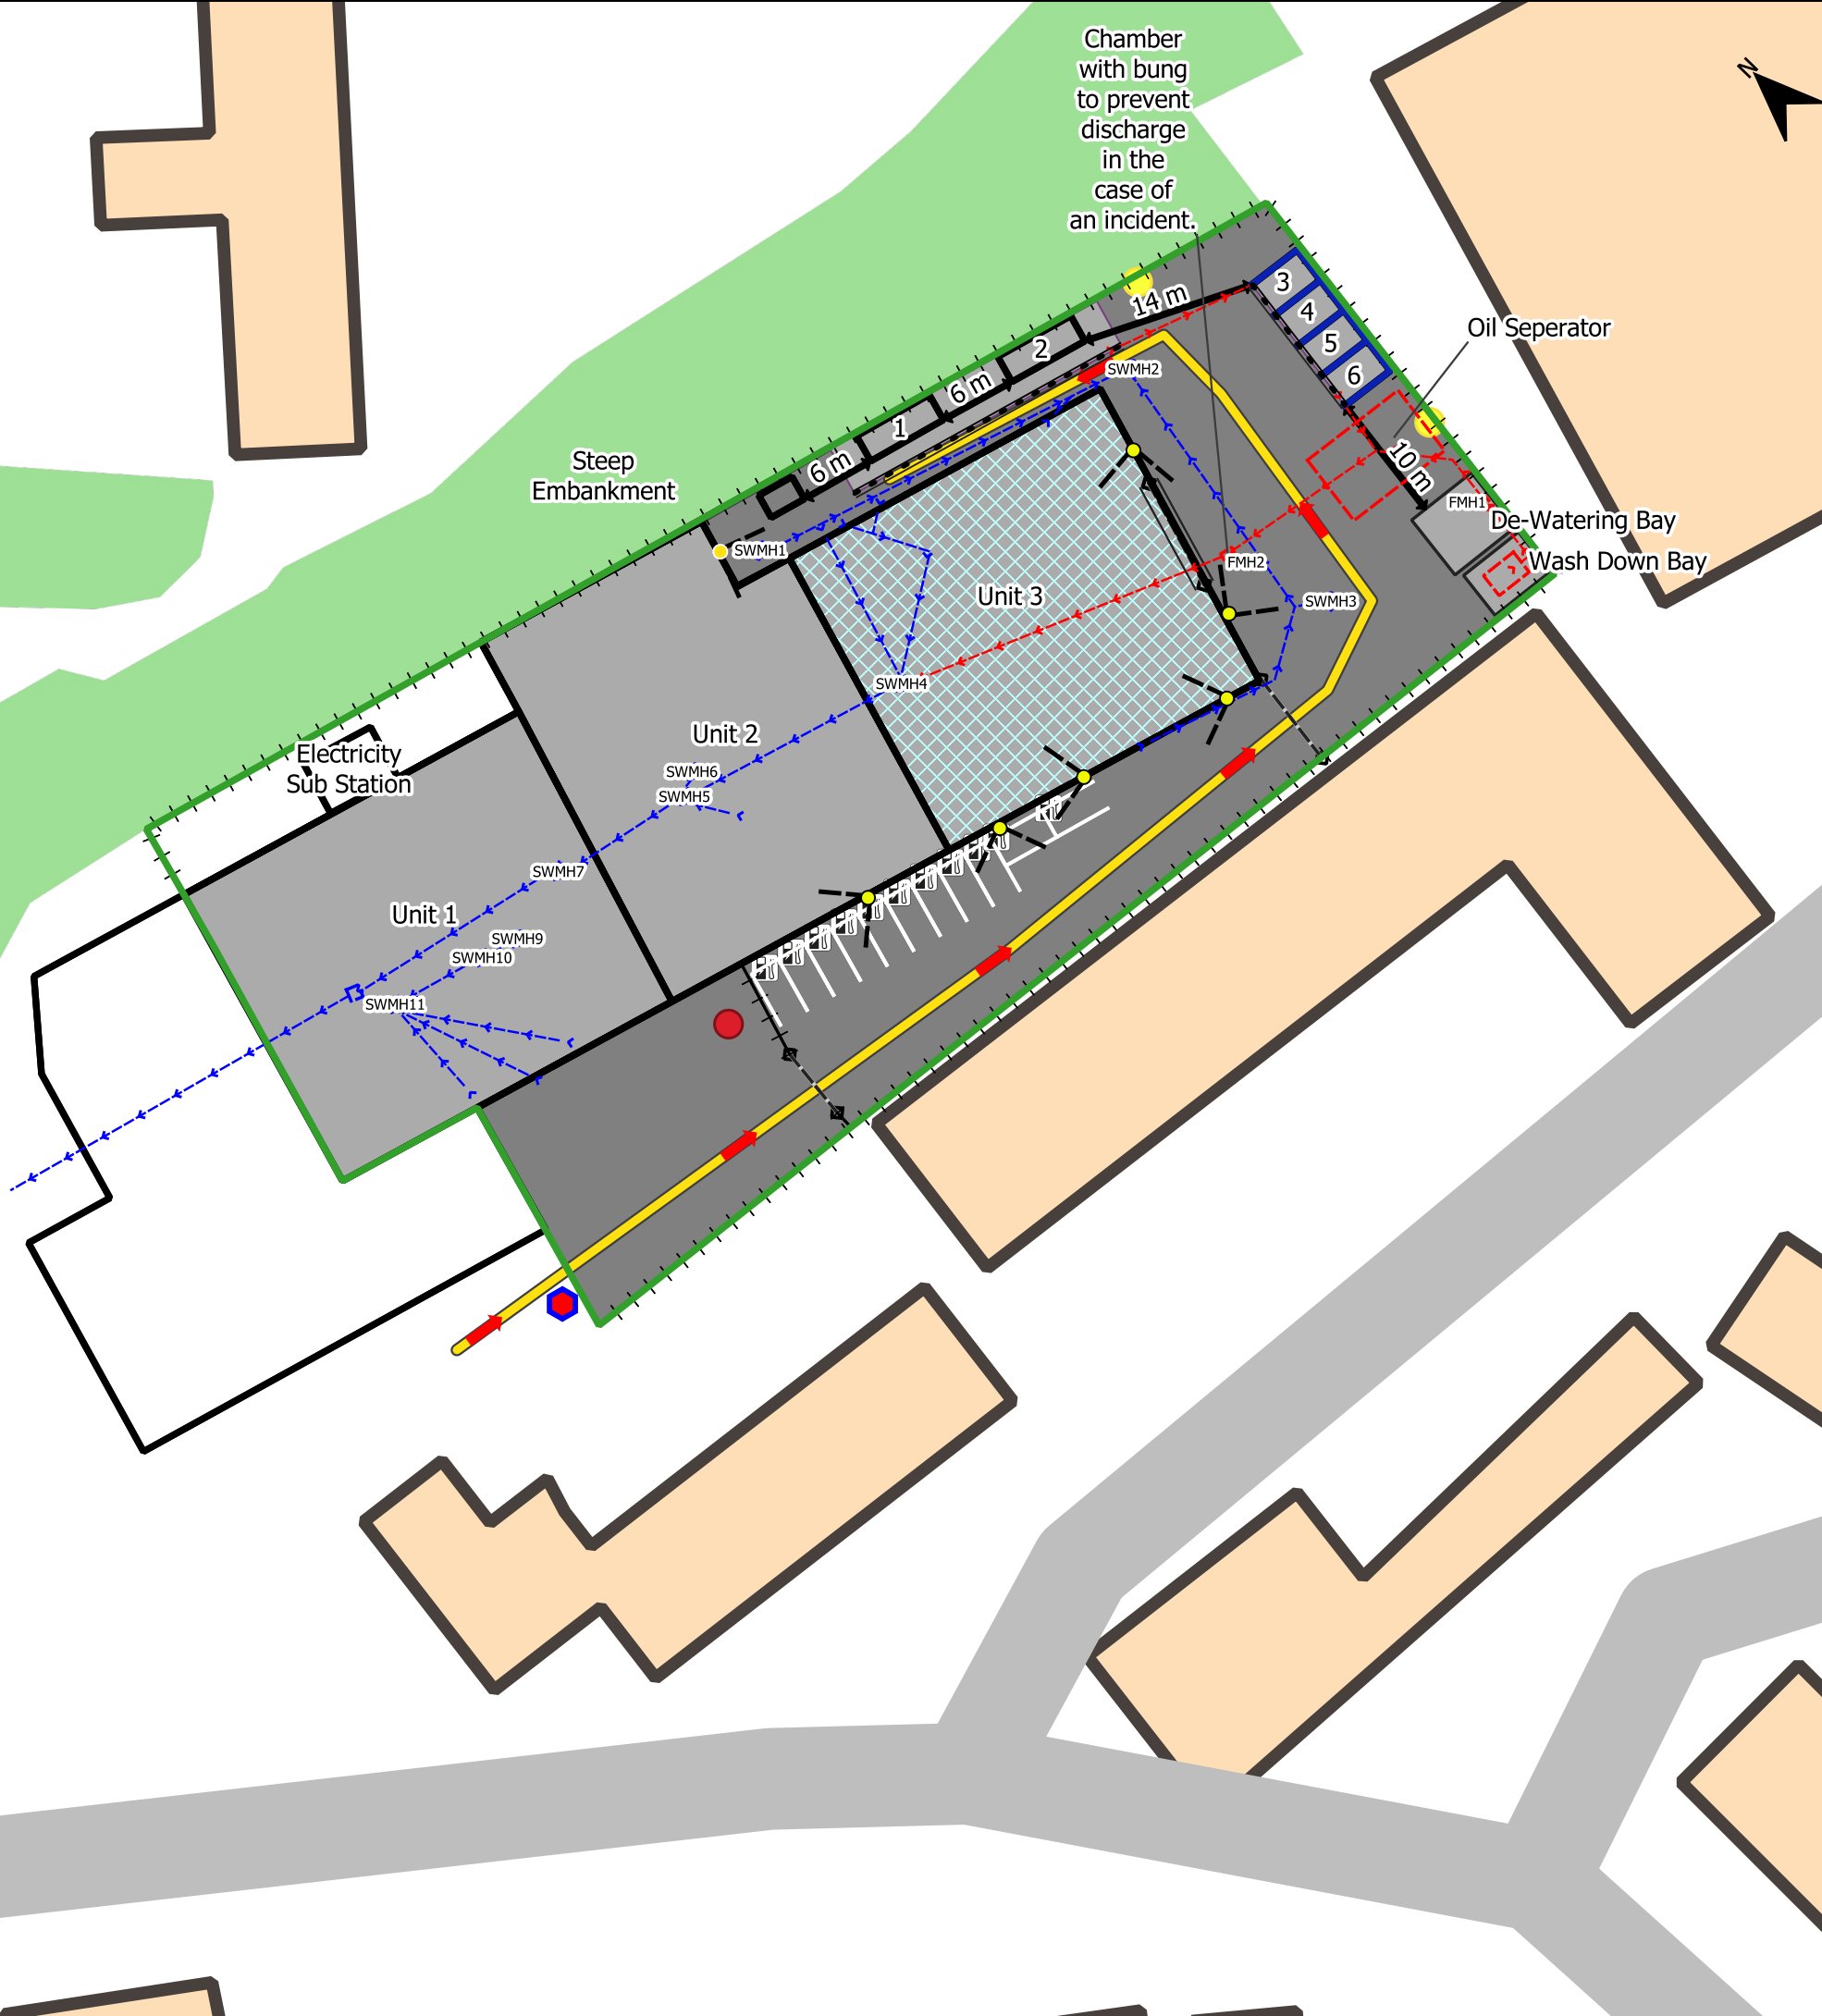 Chamber
with bung
to prevent
discharge
in the
case of
an incident.
N
3
4
5
6
14 m
Oil Seperator
2
6 m
SWMH2
1
6 m
10 m
Steep
Embankment
FMH1
De-Watering Bay
Wash Down Bay
SWMH1
FMH2
Unit 3
SWMH3
SWMH4
Unit 2
Electricity
Sub Station
SWMH6
SWMH5
SWMH7
Unit 1
SWMH9
SWMH10
SWMH11